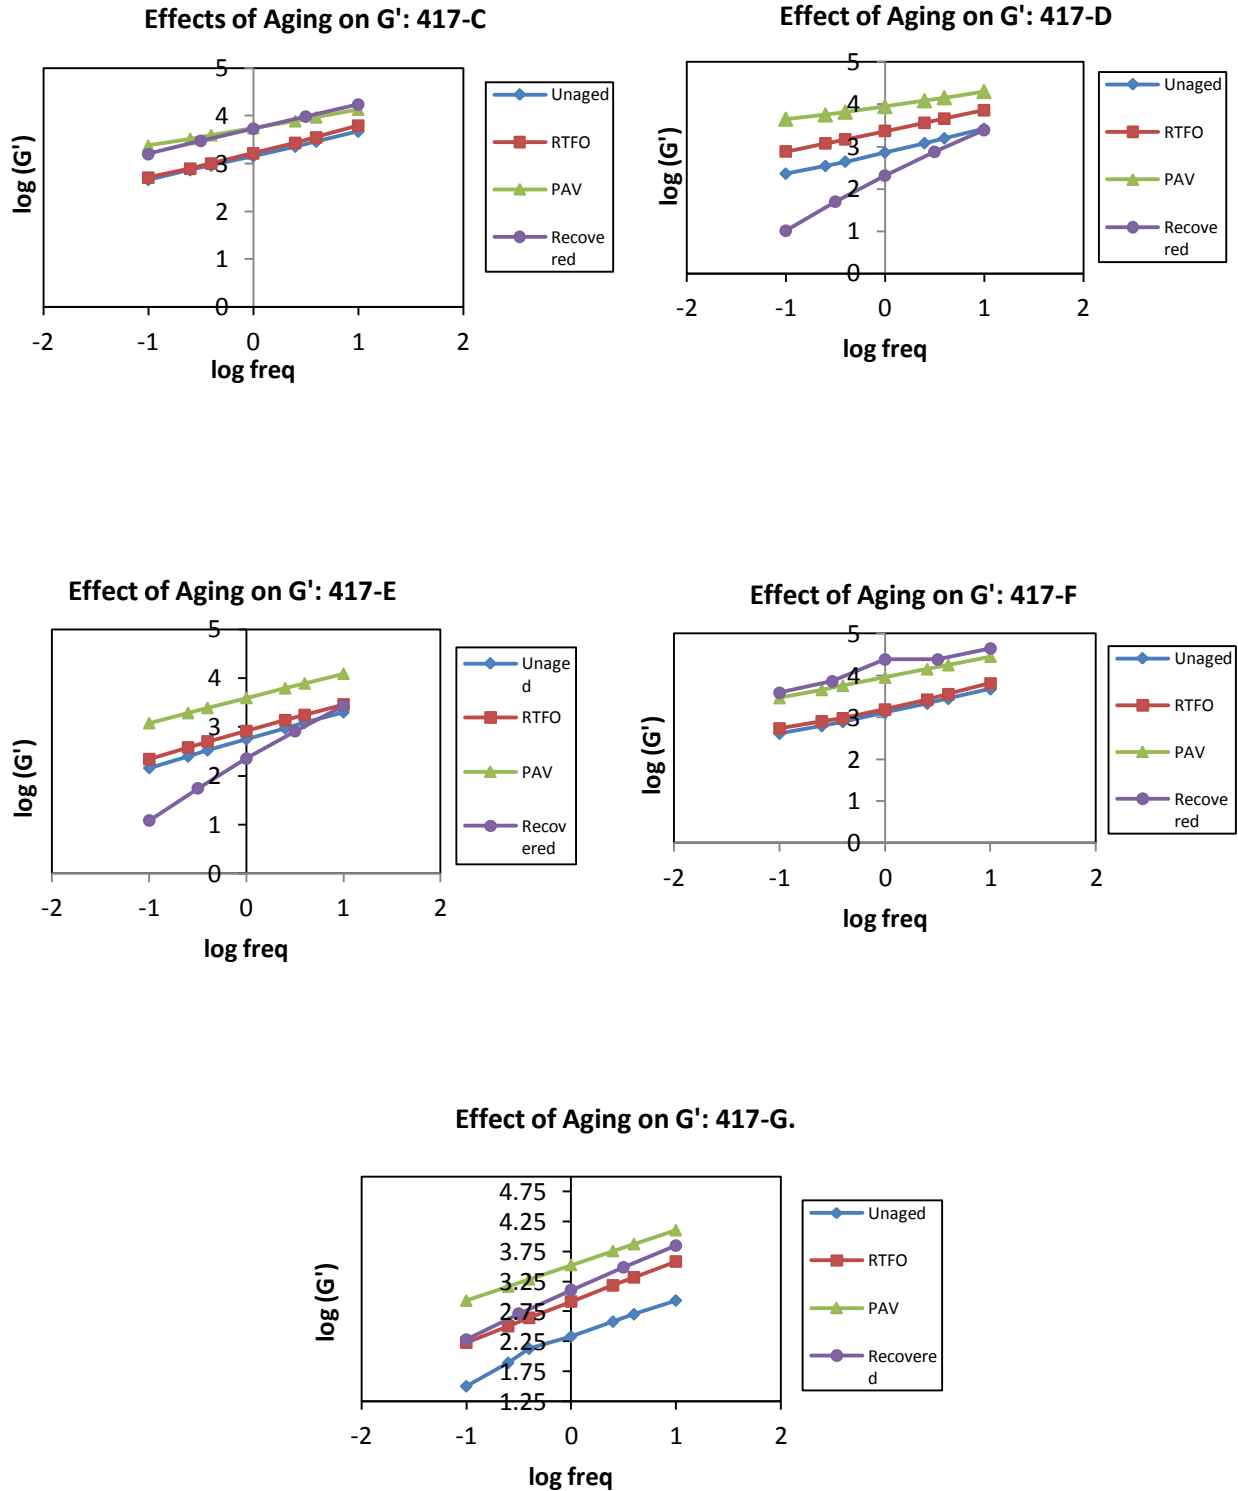 Effects of Aging on G': 417-C
5
4
3
2
1
0
-2
-1
0
1
2
log (G')
log freq
Unaged
RTFO
PAV
Recove
red
Effect of Aging on G': 417-D
5
4
3
2
1
0
-2
-1
0
1
2
log (G')
log freq
Unaged
RTFO
PAV
Recove
red
Effect of Aging on G': 417-E
5
4
3
2
1
0
-2
-1
0
1
2
log (G')
log freq
Unage
d
RTFO
PAV
Recov
ered
Effect of Aging on G': 417-F
5
4
3
2
1
0
-2
-1
0
1
2
log (G')
log freq
Unaged
RTFO
PAV
Recove
red
Effect of Aging on G': 417-G.
4.75
4.25
3.75
3.25
2.75
2.25
1.75
1.25
-2
-1
0
1
2
log (G')
log freq
Unaged
RTFO
PAV
Recovere
d